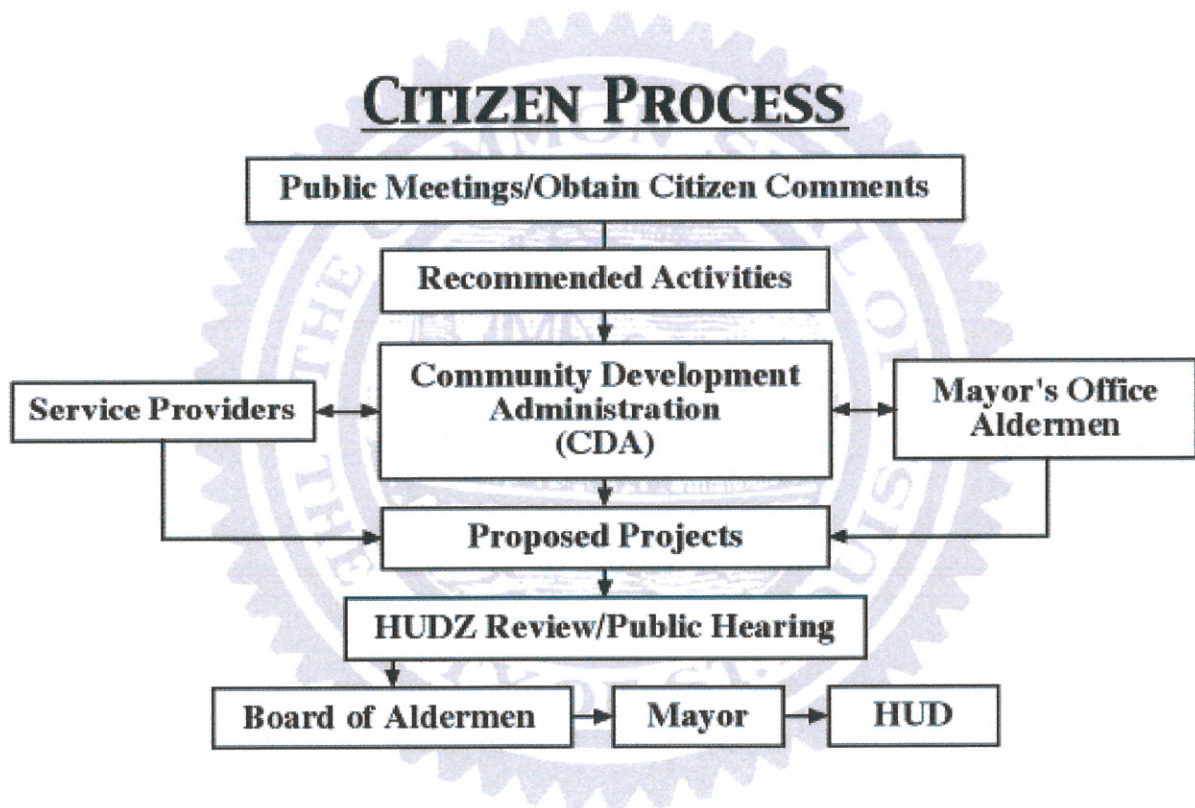 CITIZEN PROCESS
Public Meetings/Obtain Citizen Comments
Recommended Activities
Community Development
Administration
(CDA)
Service Providers
Mayor's Office
Aldermen
Proposed Projects
HUDZ Review/Public Hearing
Board of Aldermen
Mayor
HUD